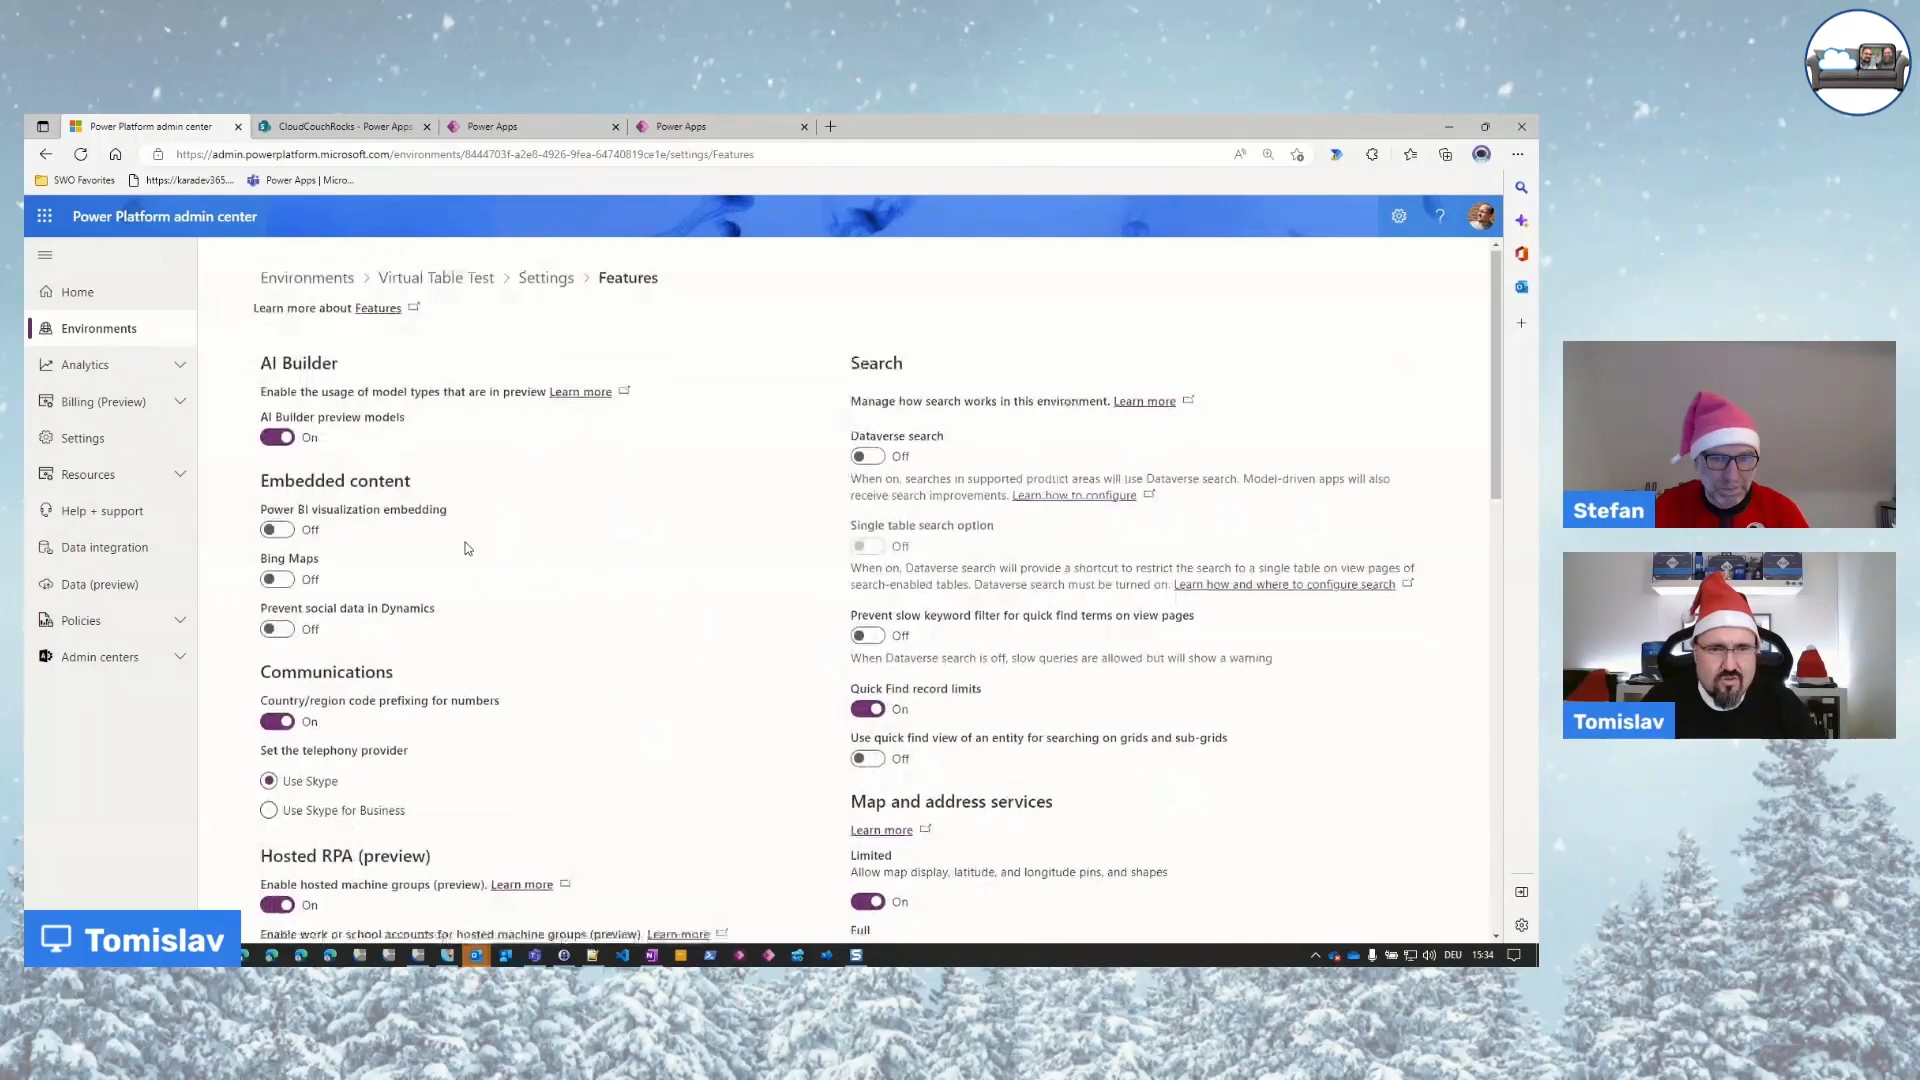 Power Platform admin center
CloudCouchRocks - Power Apps
Power Apps
Power Apps
https://admin.powerplatform.microsoft.com/environments/8444703f-a2e8-4926-9fea-64740819ce1e/settings/Features
SWO Favorites
https://karadev365....
Power Apps | Micro...
Power Platform admin center
Home
Environments
Analytics
Billing (Preview)
Settings
Resources
Help + support
Data integration
Data (preview)
Policies
Admin centers
Environments > Virtual Table Test > Settings > Features
Learn more about Features
AI Builder
Enable the usage of model types that are in preview Learn more
AI Builder preview models
On
Embedded content
Power BI visualization embedding
Off
Bing Maps
Off
Prevent social data in Dynamics
Off
Communications
Country/region code prefixing for numbers
On
Set the telephony provider
Use Skype
Use Skype for Business
Hosted RPA (preview)
Enable hosted machine groups (preview). Learn more
On
Enable work or school accounts for hosted machine groups (preview). Learn more
Search
Manage how search works in this environment. Learn more
Dataverse search
Off
When on, searches in supported product areas will use Dataverse search. Model-driven apps will also
receive search improvements. Learn how to configure
Single table search option
Off
When on, Dataverse search will provide a shortcut to restrict the search to a single table on view pages of
search-enabled tables. Dataverse search must be turned on. Learn how and where to configure search
Prevent slow keyword filter for quick find terms on view pages
Off
When Dataverse search is off, slow queries are allowed but will show a warning
Quick Find record limits
On
Use quick find view of an entity for searching on grids and sub-grids
Off
Map and address services
Learn more
Limited
Allow map display, latitude, and longitude pins, and shapes
On
Full
DEU
15:34
Tomislav
Stefan
Tomislav